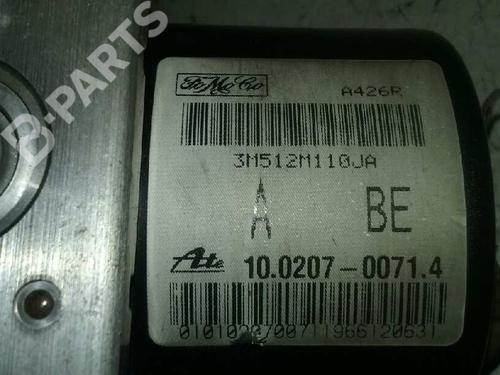 B-PARTS
FoMoCo
A426R
3M512M110JA
A BE
Ate 10.0207-0071.4